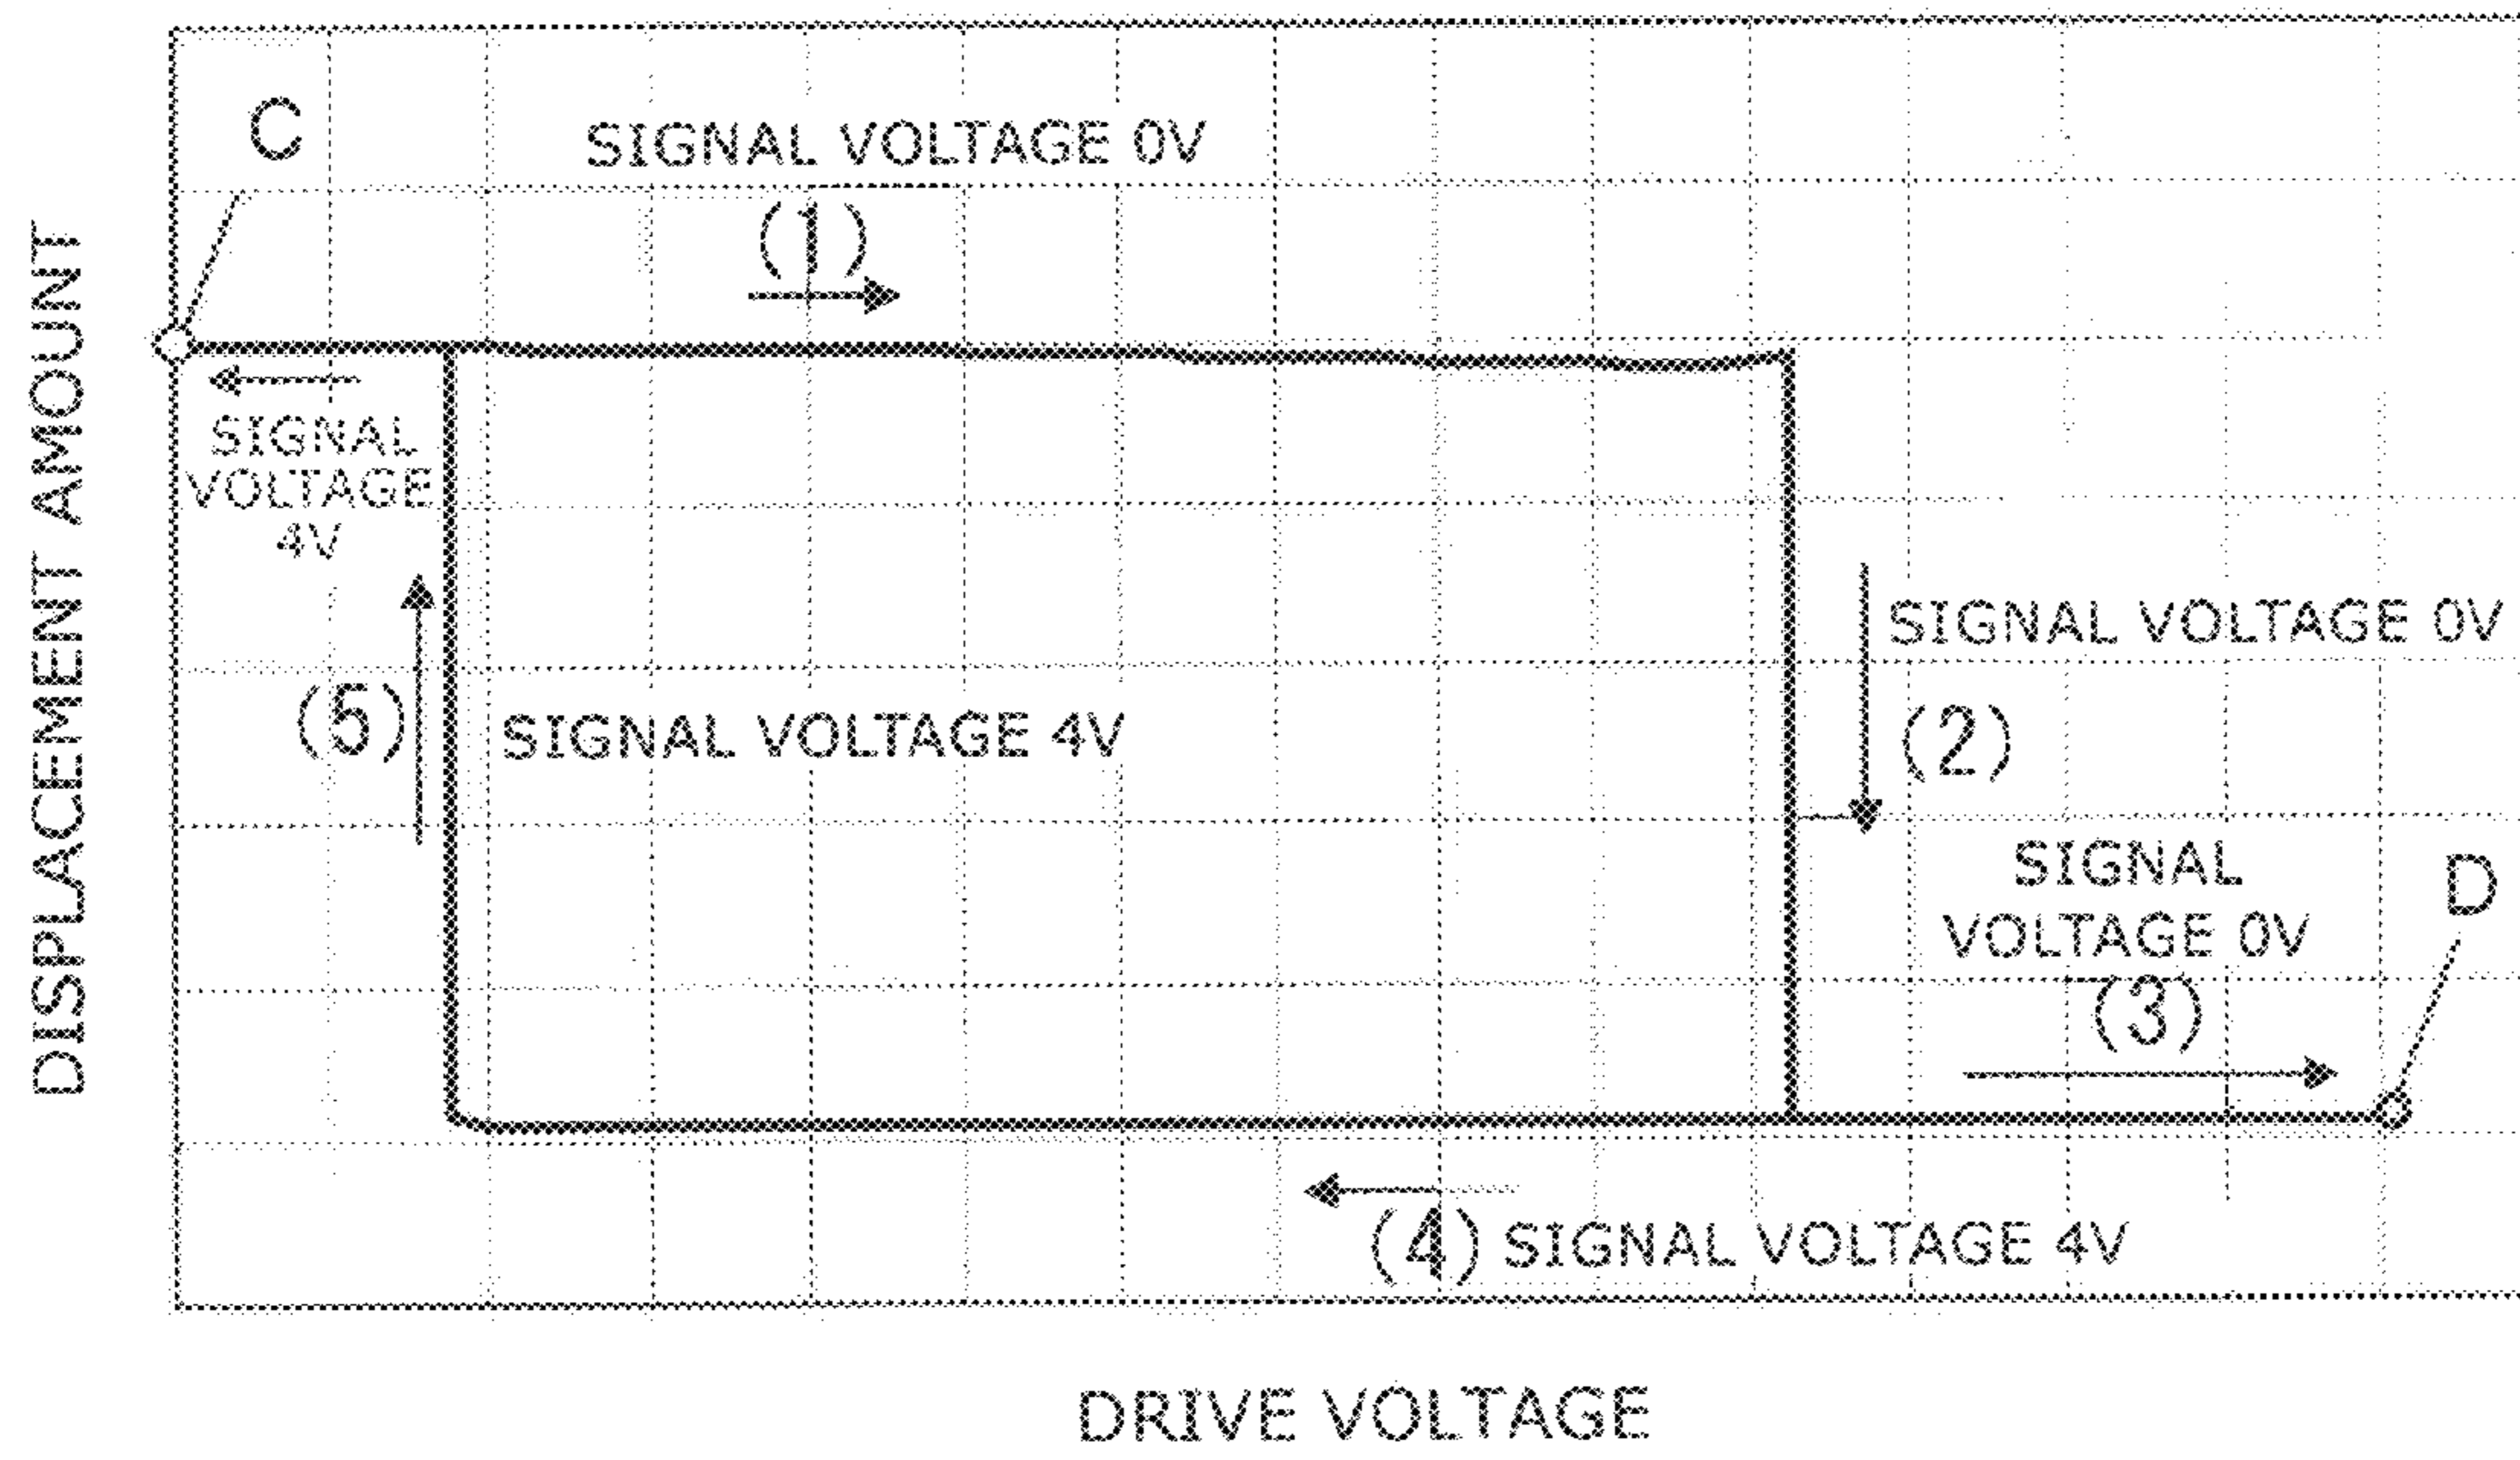 C
SIGNAL VOLTAGE 0V
(1)
SIGNAL
VOLTAGE
4V
SIGNAL VOLTAGE 0V
(5)
SIGNAL VOLTAGE 4V
(2)
SIGNAL
VOLTAGE 0V
D
(3)
(4) SIGNAL VOLTAGE 4V
DISPLACEMENT AMOUNT
DRIVE VOLTAGE